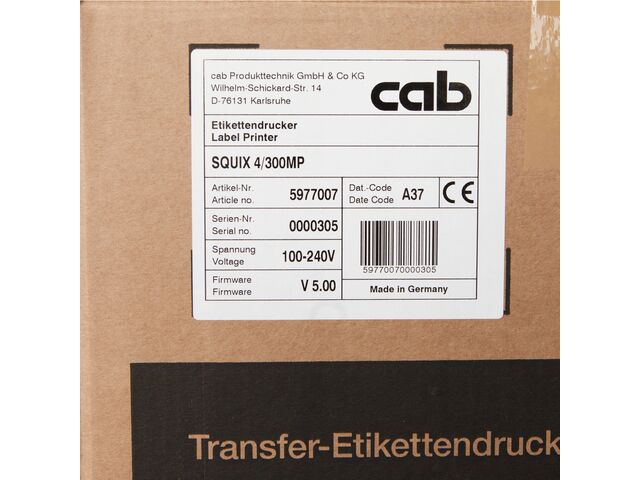 cab Produkttechnik GmbH & Co KG
Wilhelm-Schickard-Str. 14
D-76131 Karlsruhe
cab
Etikettendrucker
Label Printer
SQUIX 4/300MP
Artikel-Nr.
Article no.
5977007
Dat.-Code
Date Code
A37
CE
Serien-Nr.
Serial no.
0000305
Spannung
Voltage
100-240V
59770070000305
Firmware
Firmware
V 5.00
Made in Germany
Transfer-Etikettendruck